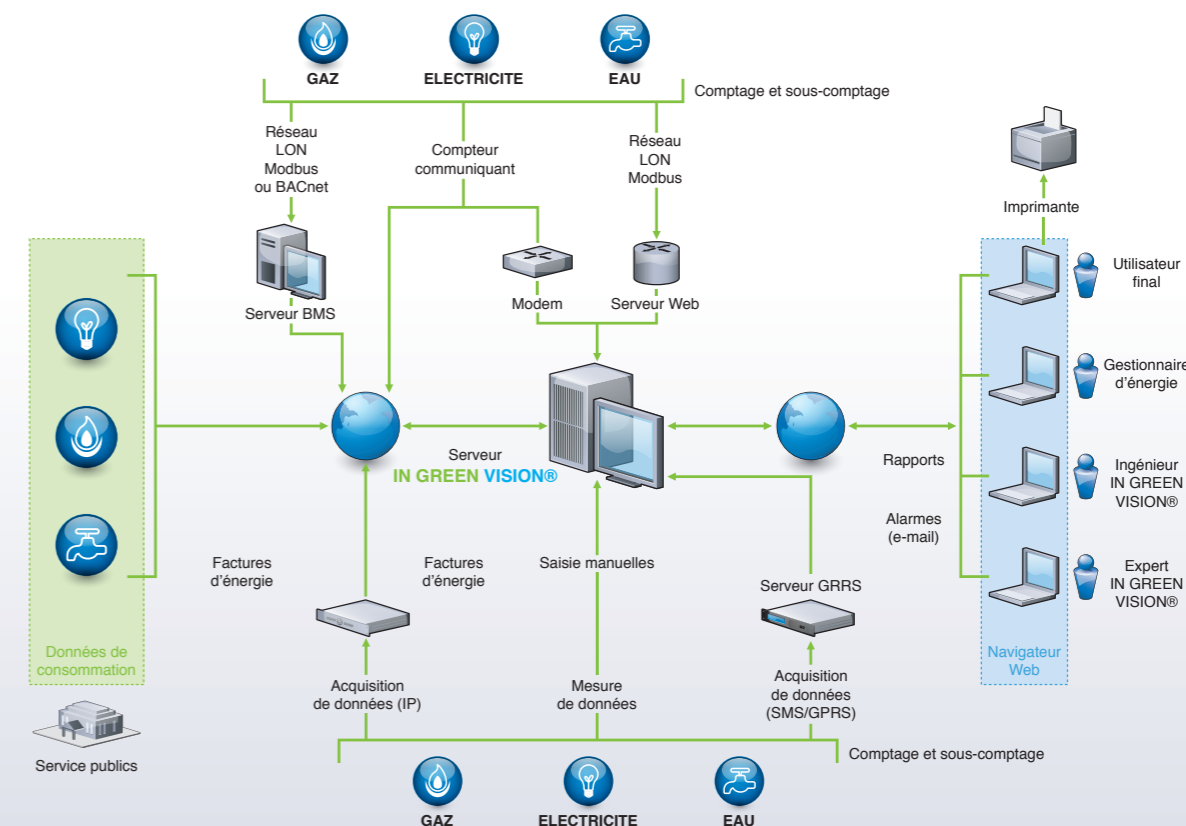 GAZ
ELECTRICITE
EAU
Comptage et sous-comptage
Réseau
LON
Modbus
ou BACnet
Compteur
communiquant
Réseau
LON
Modbus
Imprimante
Serveur BMS
Modem
Serveur Web
Utilisateur
final
Gestionnaire
d'énergie
Serveur
IN GREEN VISION®
Rapports
Ingénieur
IN GREEN
VISION®
Alarmes
(e-mail)
Factures
d'énergie
Factures
d'énergie
Saisie manuelles
Serveur GRRS
Expert
IN GREEN
VISION®
Données de
consommation
Navigateur
Web
Acquisition
de données (IP)
Mesure
de données
Acquisition
de données
(SMS/GPRS)
Service publics
Comptage et sous-comptage
GAZ
ELECTRICITE
EAU